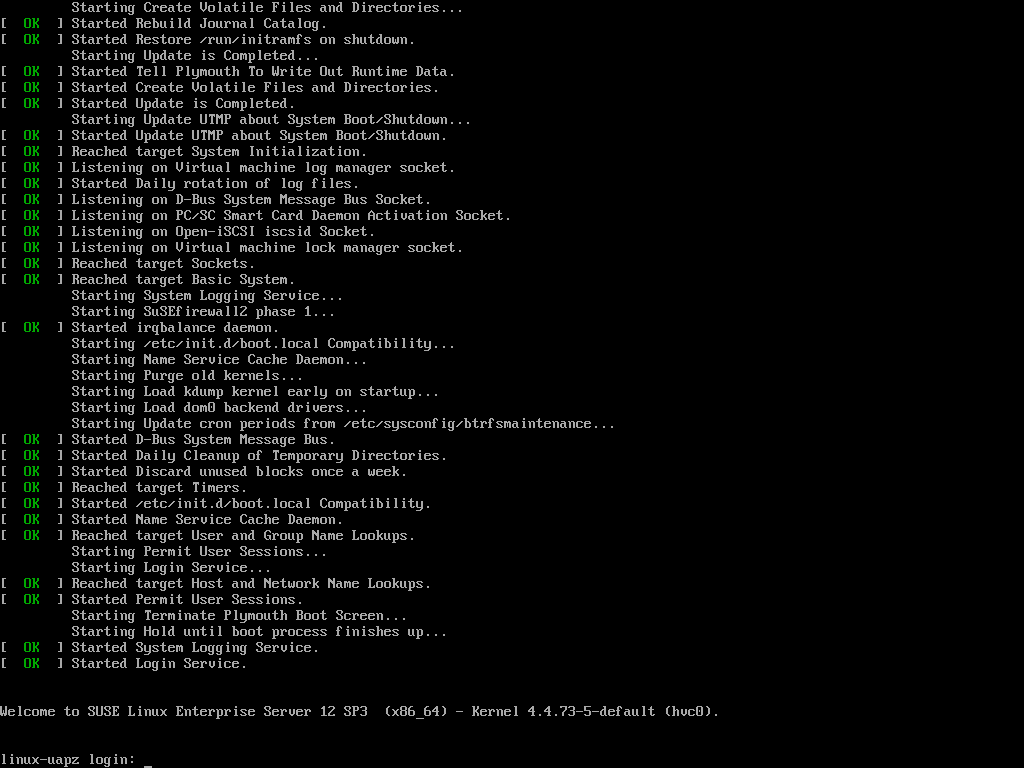 Starting Create Volatile Files and Directories...
[  OK  ] Started Rebuild Journal Catalog.
[  OK  ] Started Restore /run/initramfs on shutdown.
Starting Update is Completed...
[  OK  ] Started Tell Plymouth To Write Out Runtime Data.
[  OK  ] Started Create Volatile Files and Directories.
[  OK  ] Started Update is Completed.
Starting Update UTMP about System Boot/Shutdown...
[  OK  ] Started Update UTMP about System Boot/Shutdown.
[  OK  ] Reached target System Initialization.
[  OK  ] Listening on Virtual machine log manager socket.
[  OK  ] Started Daily rotation of log files.
[  OK  ] Listening on D-Bus System Message Bus Socket.
[  OK  ] Listening on PC/SC Smart Card Daemon Activation Socket.
[  OK  ] Listening on Open-iSCSI iscsid Socket.
[  OK  ] Listening on Virtual machine lock manager socket.
[  OK  ] Reached target Sockets.
[  OK  ] Reached target Basic System.
Starting System Logging Service...
Starting SuSEfirewall2 phase 1...
[  OK  ] Started irqbalance daemon.
Starting /etc/init.d/boot.local Compatibility...
Starting Name Service Cache Daemon...
Starting Purge old kernels...
Starting Load kdump kernel early on startup...
Starting Load dom0 backend drivers...
Starting Update cron periods from /etc/sysconfig/btrfsmaintenance...
[  OK  ] Started D-Bus System Message Bus.
[  OK  ] Started Daily Cleanup of Temporary Directories.
[  OK  ] Started Discard unused blocks once a week.
[  OK  ] Reached target Timers.
[  OK  ] Started /etc/init.d/boot.local Compatibility.
[  OK  ] Started Name Service Cache Daemon.
[  OK  ] Reached target User and Group Name Lookups.
Starting Permit User Sessions...
Starting Login Service...
[  OK  ] Reached target Host and Network Name Lookups.
[  OK  ] Started Permit User Sessions.
Starting Terminate Plymouth Boot Screen...
Starting Hold until boot process finishes up...
[  OK  ] Started System Logging Service.
[  OK  ] Started Login Service.
Welcome to SUSE Linux Enterprise Server 12 SP3  (x86_64) - Kernel 4.4.73-5-default (hvc0).
linux-uapz login: _